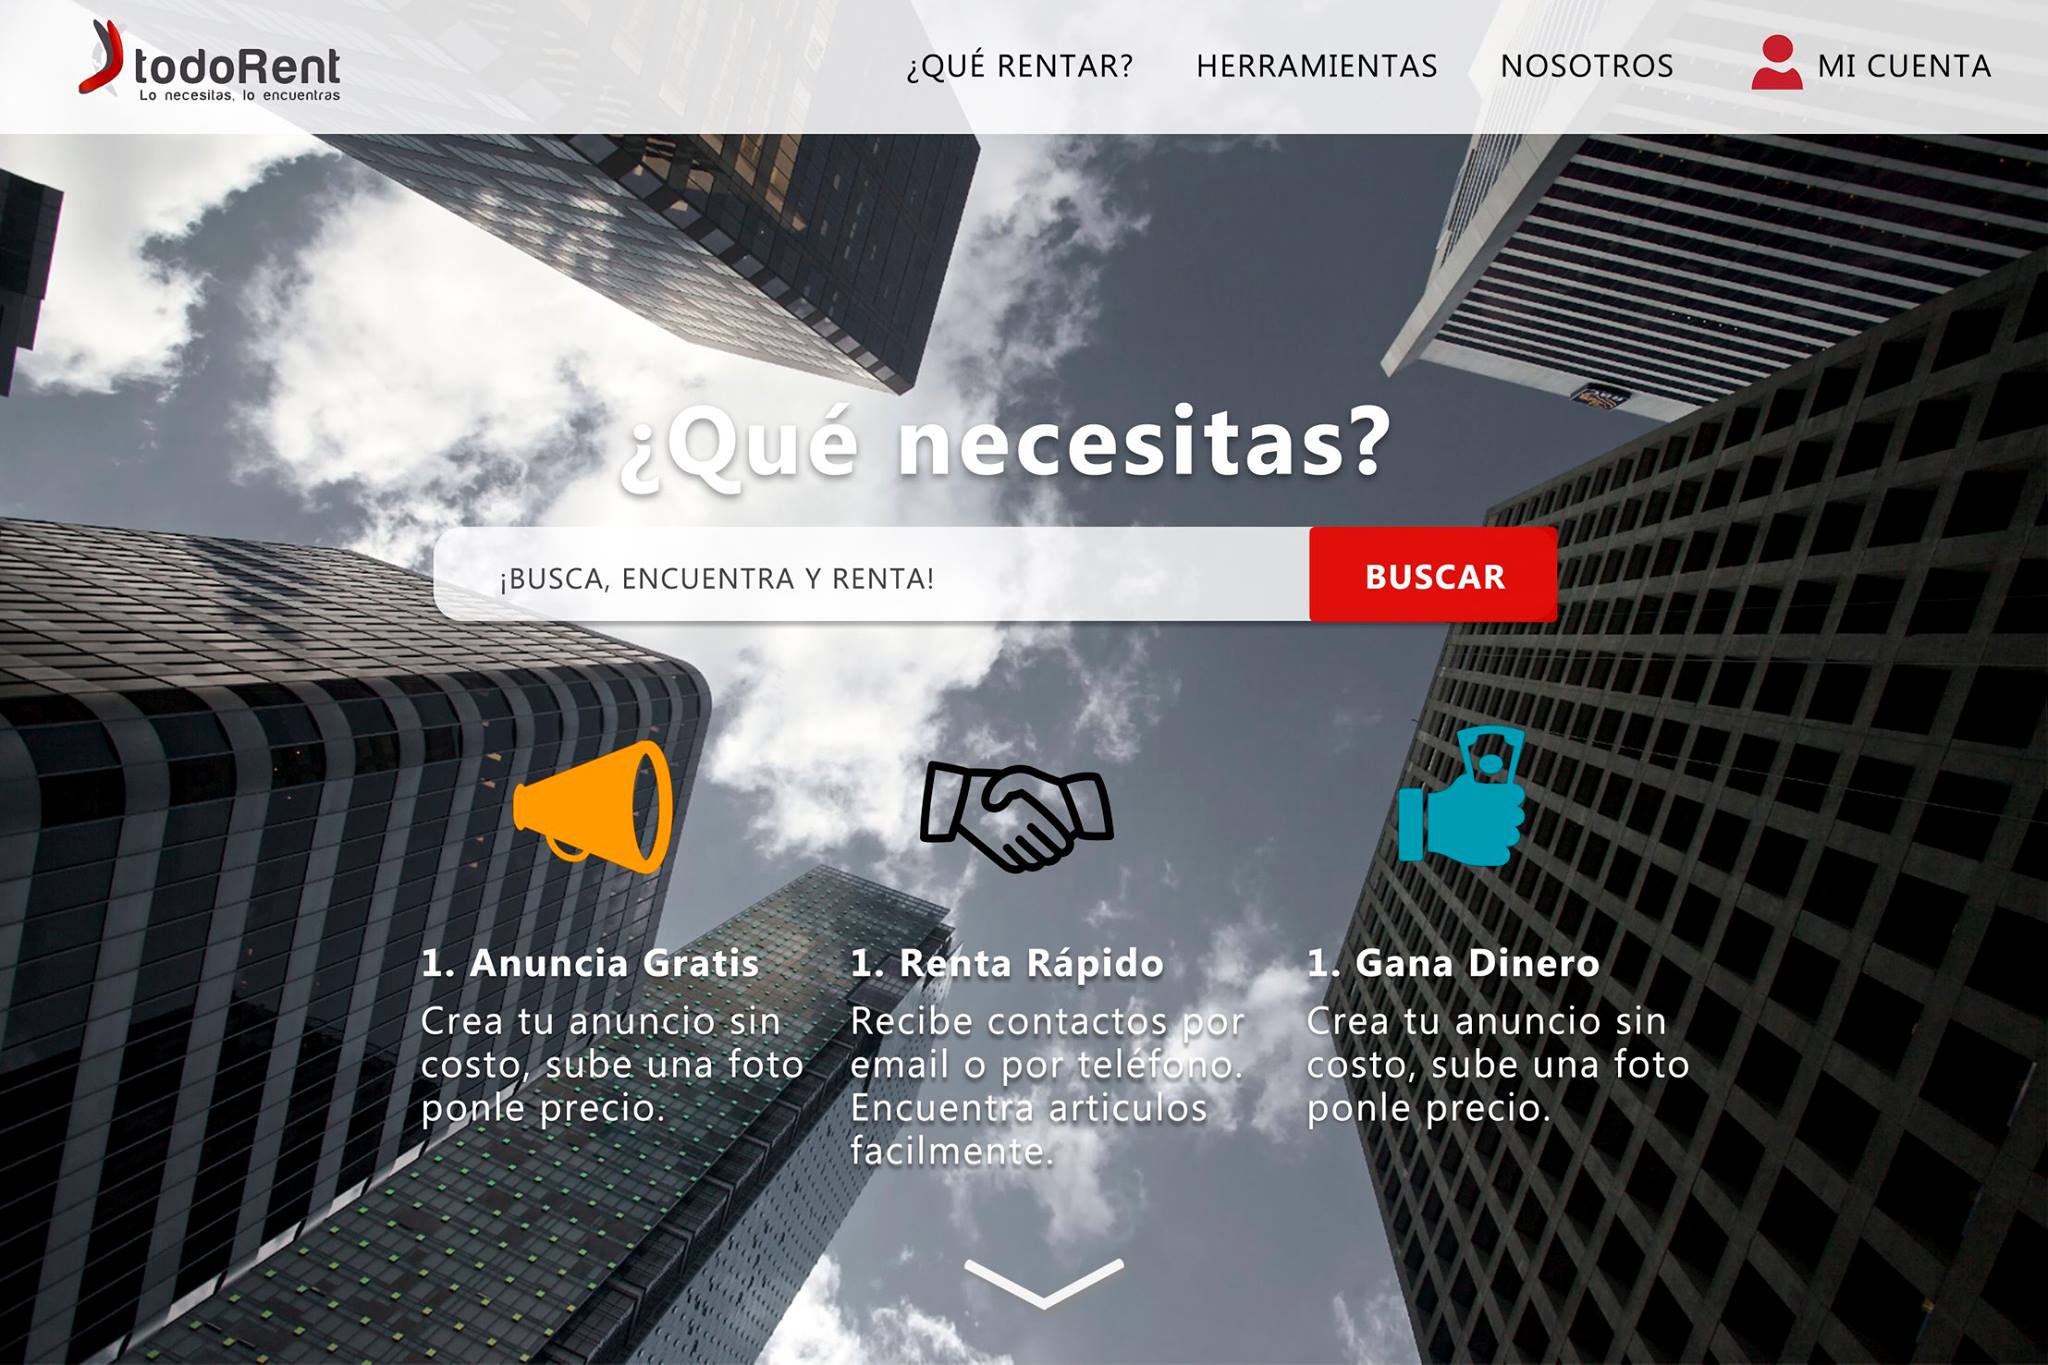 todoRent
Lo necesitas, lo encuentras
¿QUÉ RENTAR?
HERRAMIENTAS
NOSOTROS
MI CUENTA
¿Qué necesitas?
¡BUSCA, ENCUENTRA Y RENTA!
BUSCAR
1. Anuncia Gratis
Crea tu anuncio sin
costo, sube una foto
ponle precio.
1. Renta Rápido
Recibe contactos por
email o por teléfono.
Encuentra articulos
facilmente.
1. Gana Dinero
Crea tu anuncio sin
costo, sube una foto
ponle precio.